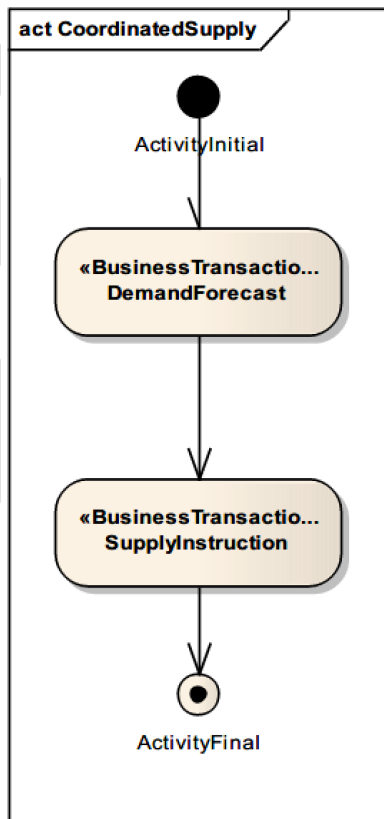 act CoordinatedSupply
ActivityInitial
«BusinessTransactio...
DemandForecast
«BusinessTransactio...
SupplyInstruction
ActivityFinal